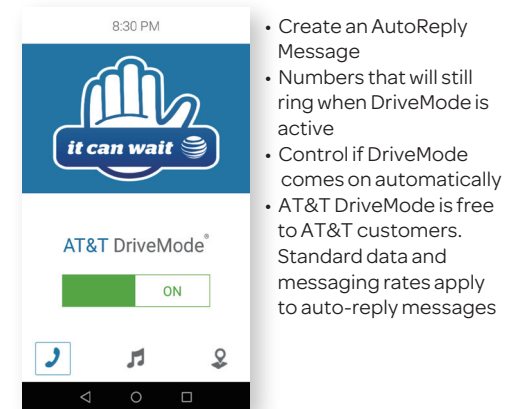 8:30 PM
it can wait
AT&T DriveMode®
ON
• Create an AutoReply
Message
• Numbers that will still
ring when DriveMode is
active
• Control if DriveMode
comes on automatically
• AT&T DriveMode is free
to AT&T customers.
Standard data and
messaging rates apply
to auto-reply messages